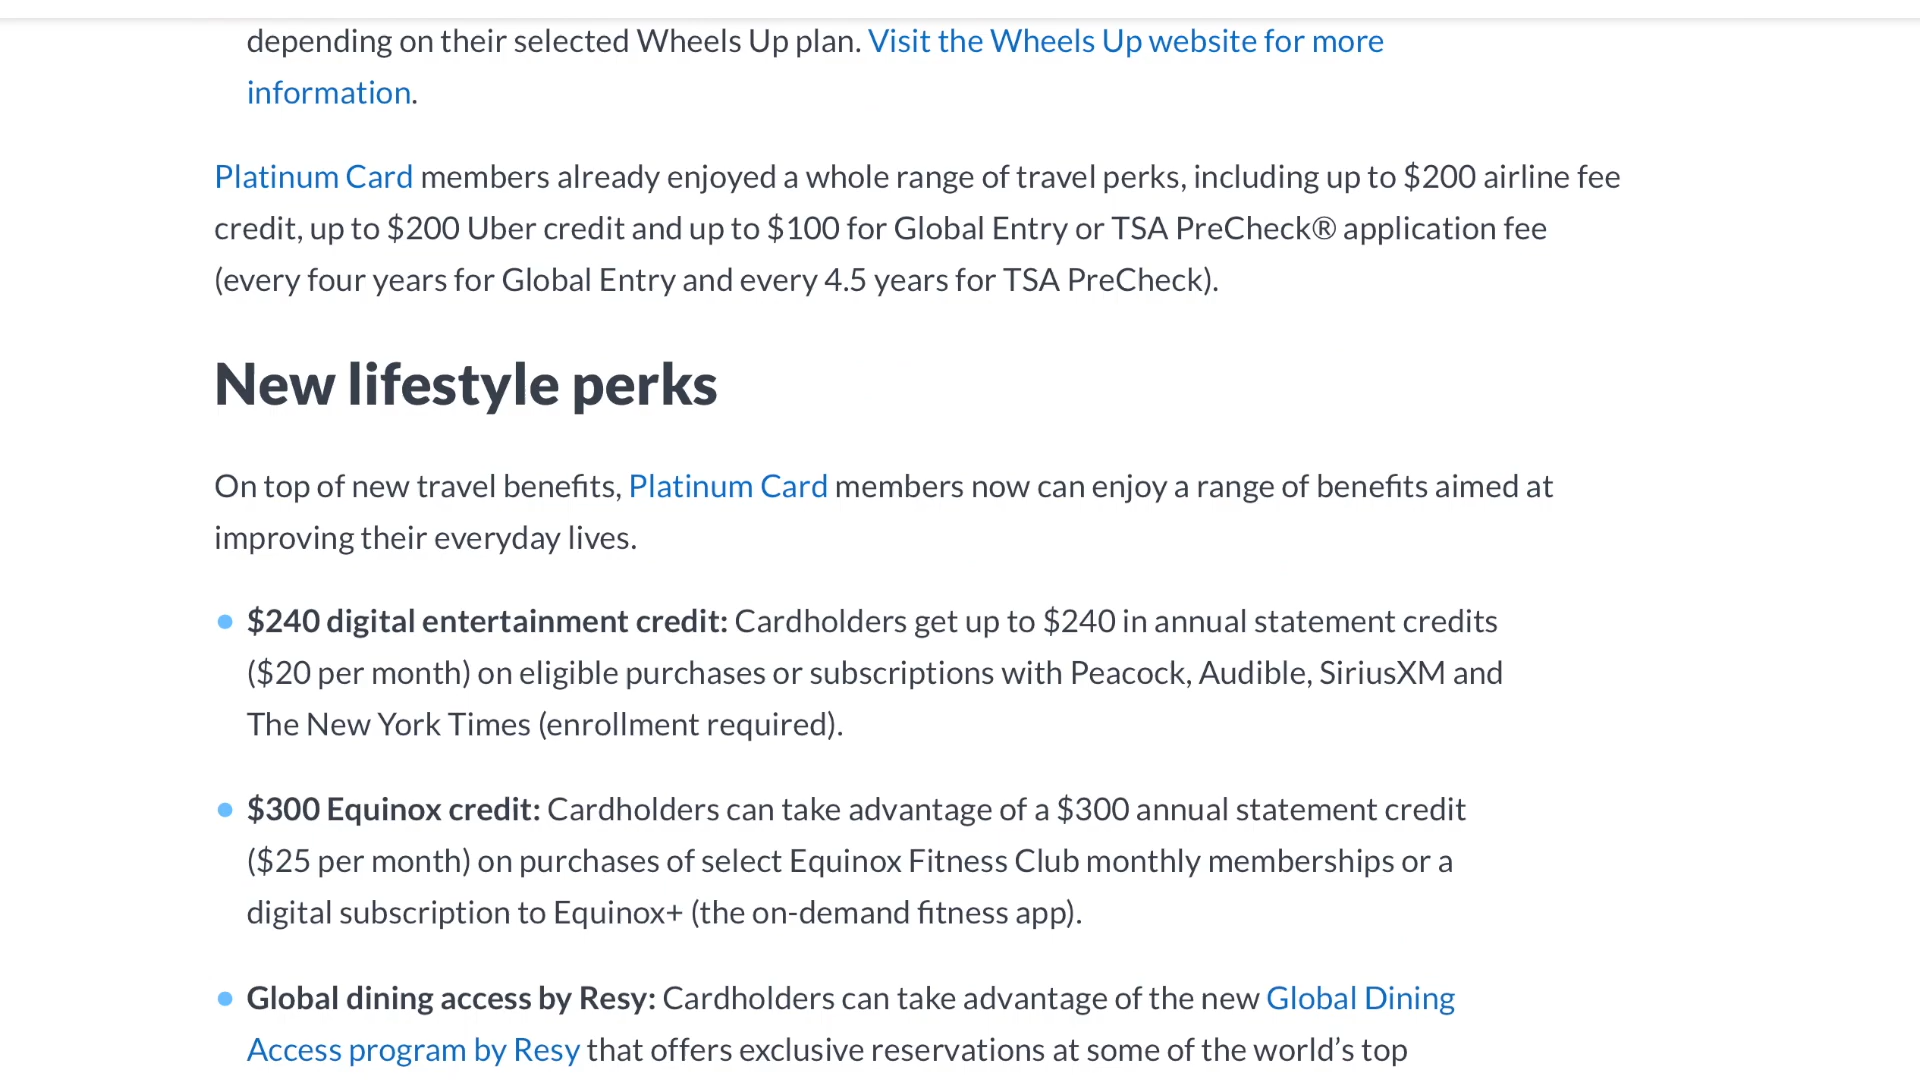 depending on their selected Wheels Up plan. Visit the Wheels Up website for more
information.
Platinum Card members already enjoyed a whole range of travel perks, including up to $200 airline fee
credit, up to $200 Uber credit and up to $100 for Global Entry or TSA PreCheck® application fee
(every four years for Global Entry and every 4.5 years for TSA PreCheck).
New lifestyle perks
On top of new travel benefits, Platinum Card members now can enjoy a range of benefits aimed at
improving their everyday lives.
• $240 digital entertainment credit: Cardholders get up to $240 in annual statement credits
($20 per month) on eligible purchases or subscriptions with Peacock, Audible, SiriusXM and
The New York Times (enrollment required).
• $300 Equinox credit: Cardholders can take advantage of a $300 annual statement credit
($25 per month) on purchases of select Equinox Fitness Club monthly memberships or a
digital subscription to Equinox+ (the on-demand fitness app).
• Global dining access by Resy: Cardholders can take advantage of the new Global Dining
Access program by Resy that offers exclusive reservations at some of the world’s top